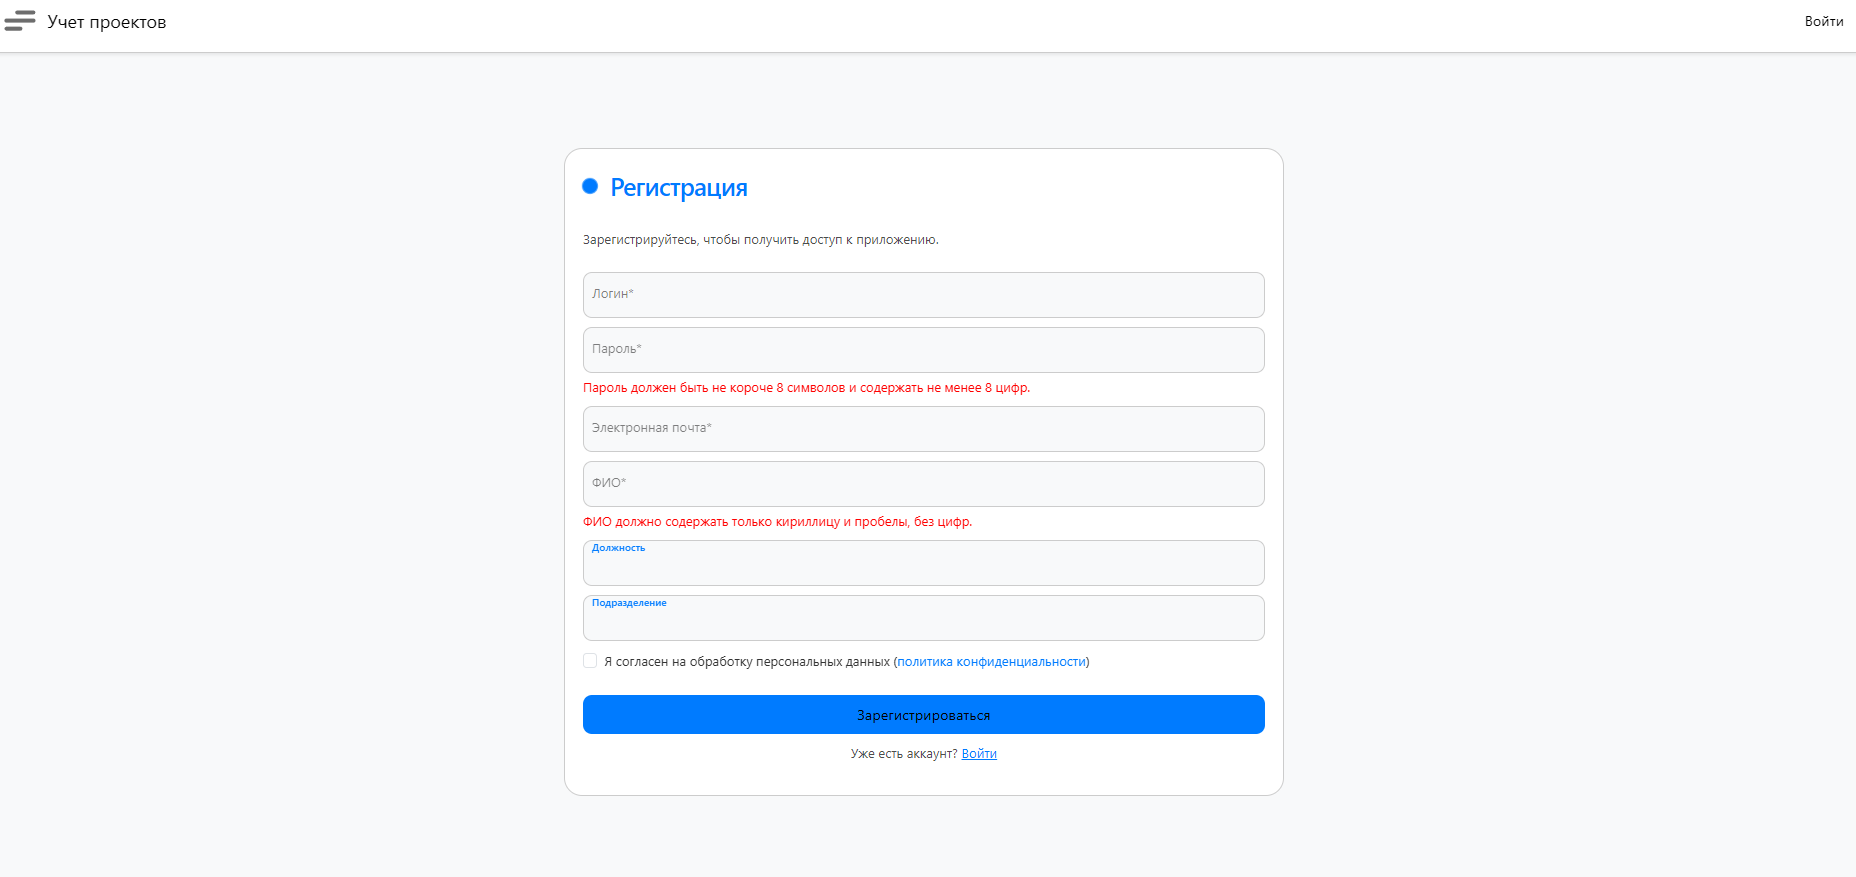 Учет проектов
Войти
Регистрация
Зарегистрируйтесь, чтобы получить доступ к приложению.
Логин*
Пароль*
Пароль должен быть не короче 8 символов и содержать не менее 8 цифр.
Электронная почта*
ФИО*
ФИО должно содержать только кириллицу и пробелы, без цифр.
Должность
Подразделение
Я согласен на обработку персональных данных (политика конфиденциальности)
Зарегистрироваться
Уже есть аккаунт? Войти